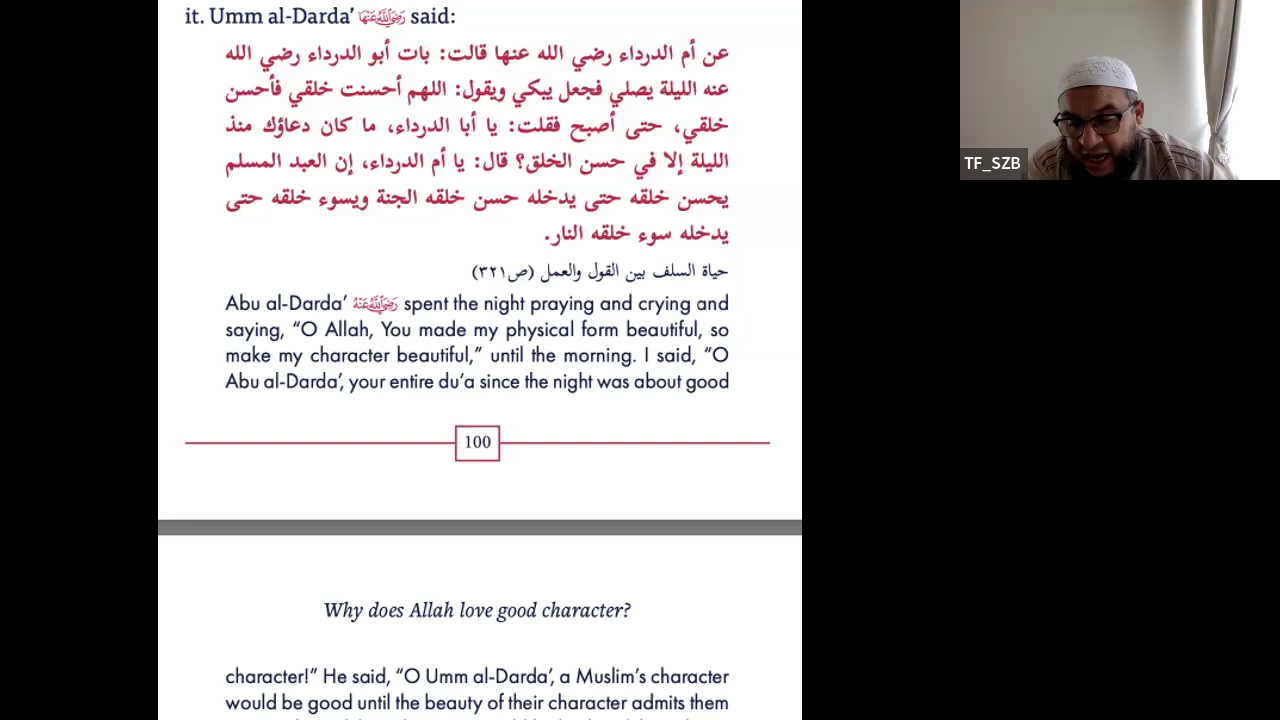 it. Umm al-Darda’ رضي الله عنها said:
عن أم الدرداء رضي الله عنها قالت: بات أبو الدرداء رضي الله
عنه الليلة يصلي فجعل يبكي ويقول: اللهم أحسنت خلقي فأحسن
خلقي، حتى أصبح فقلت: يا أبا الدرداء، ما كان دعاؤك منذ
الليلة إلا في حسن الخلق؟ قال: يا أم الدرداء، إن العبد المسلم
يحسن خلقه حتى يدخله حسن خلقه الجنة ويسوء خلقه حتى
يدخله سوء خلقه النار.
حياة السلف بين القول والعمل (ص٣٢١)
Abu al-Darda’ رضي الله عنه spent the night praying and crying and
saying, “O Allah, You made my physical form beautiful, so
make my character beautiful,” until the morning. I said, “O
Abu al-Darda’, your entire du‘a since the night was about good
100
Why does Allah love good character?
character!” He said, “O Umm al-Darda’, a Muslim’s character
would be good until the beauty of their character admits them
TF_SZB